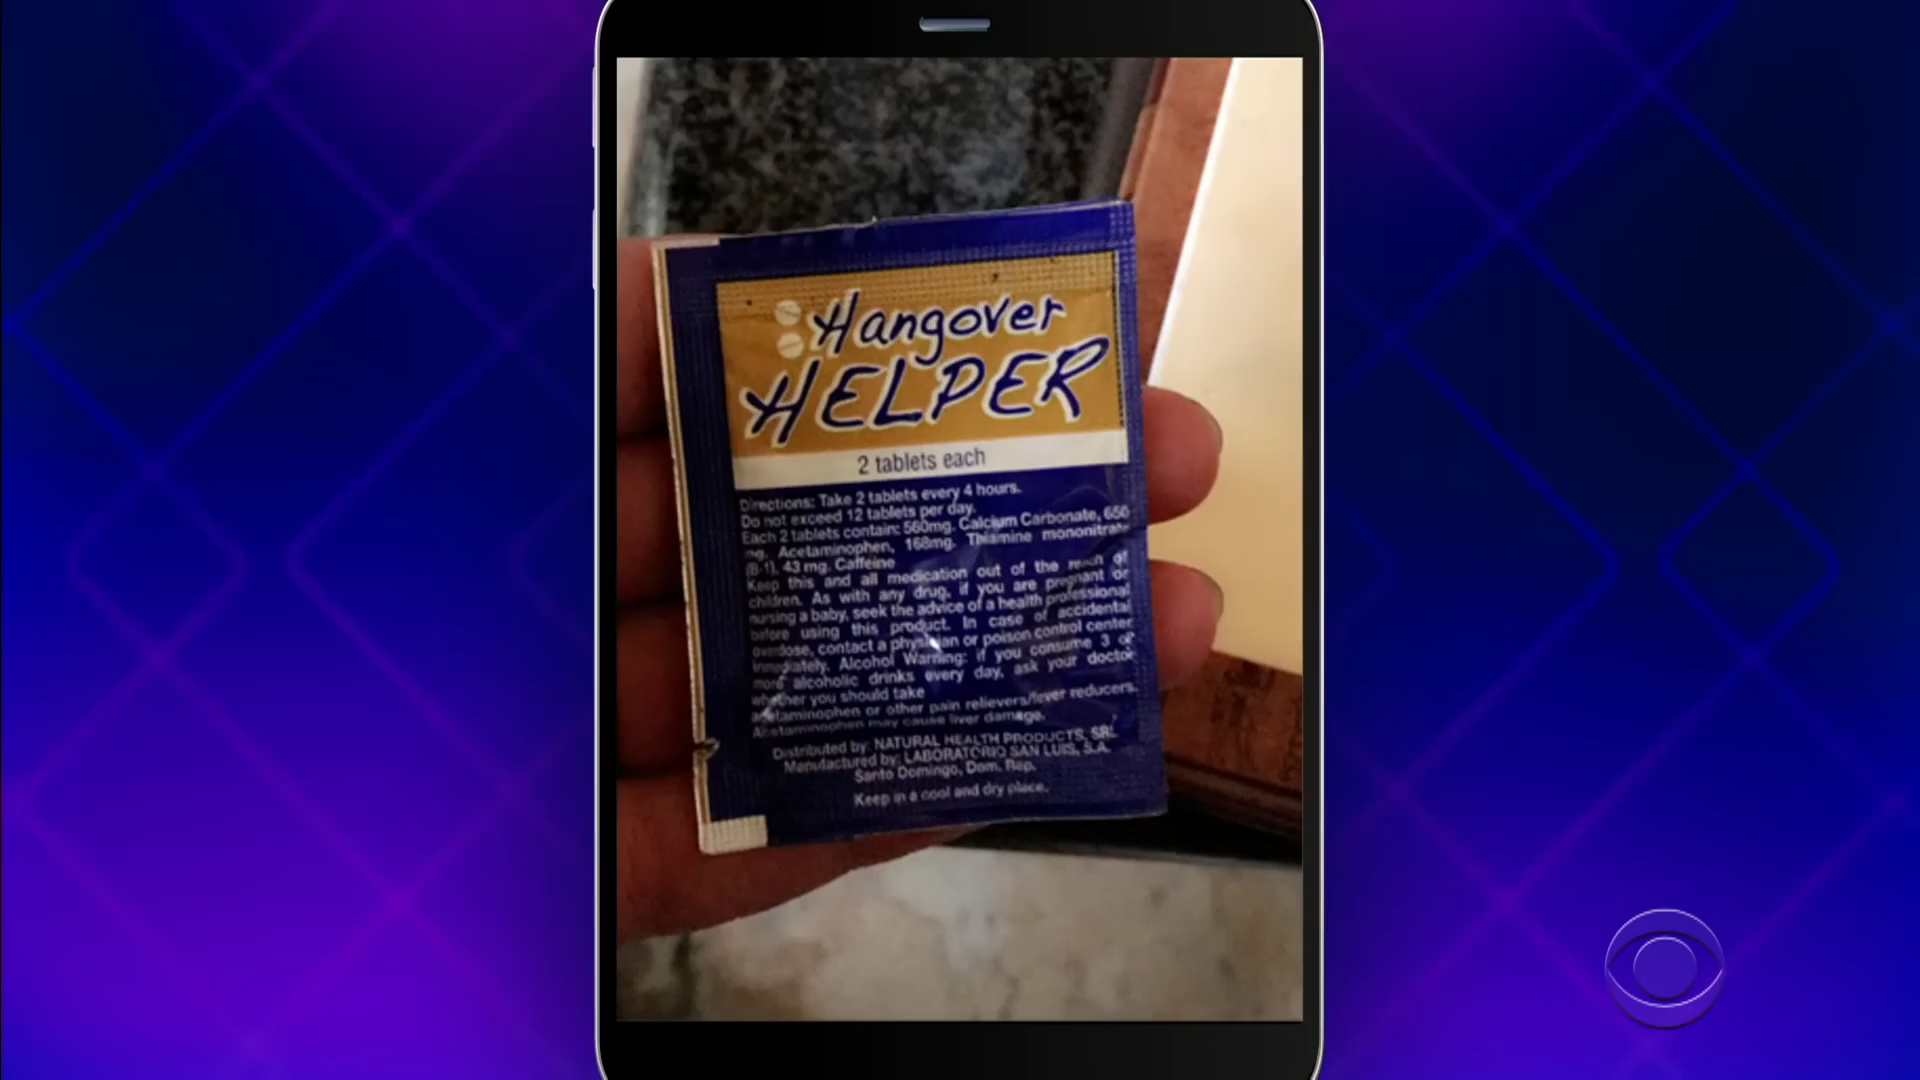 Hangover
HELPER
2 tablets each
Directions: Take 2 tablets every 4 hours.
Do not exceed 12 tablets per day.
Each 2 tablets contain: 560mg. Calcium Carbonate, 650
mg. Acetaminophen, 168mg. Thiamine mononitrate
(B-1), 43 mg. Caffeine
Keep this and all medication out of the reach of
children. As with any drug, if you are pregnant or
nursing a baby, seek the advice of a health professional
before using this product. In case of accidental
overdose, contact a physician or poison control center
inmediately. Alcohol Warning: if you consume 3 or
more alcoholic drinks every day, ask your doctor
whether you should take
acetaminophen or other pain relievers/fever reducers.
Acetaminophen may cause liver damage.
Distributed by: NATURAL HEALTH PRODUCTS, SRL
Manufactured by: LABORATORIO SAN LUIS, S.A.
Santo Domingo, Dom. Rep.
Keep in a cool and dry place.